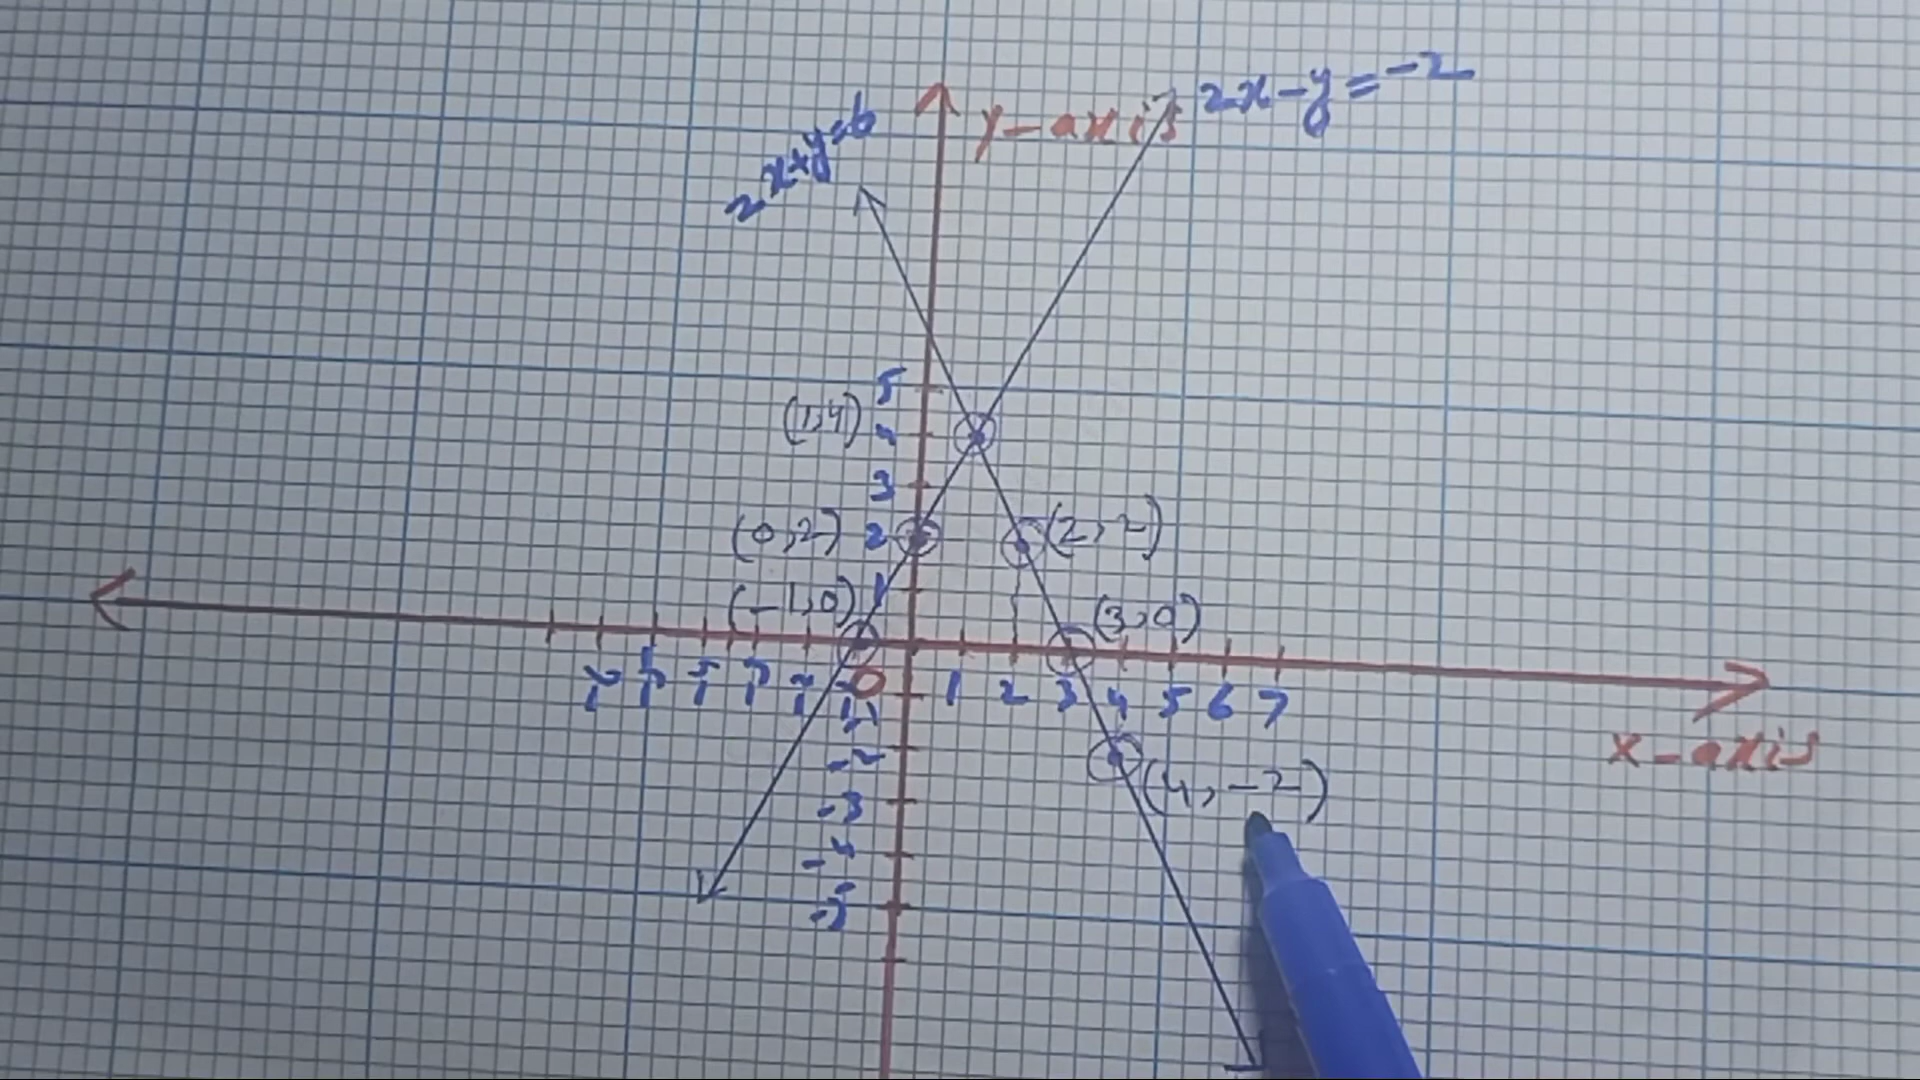 2x-y=-2
y-axis
2x+y=6
5
(1,4) 4
3
(0,2) 2 (2,2)
(-1,0) 1 (3,0)
0 1 2 3 4 5 6 7
-1
-2
x-axis
(4,-2)
-3
-4
-5